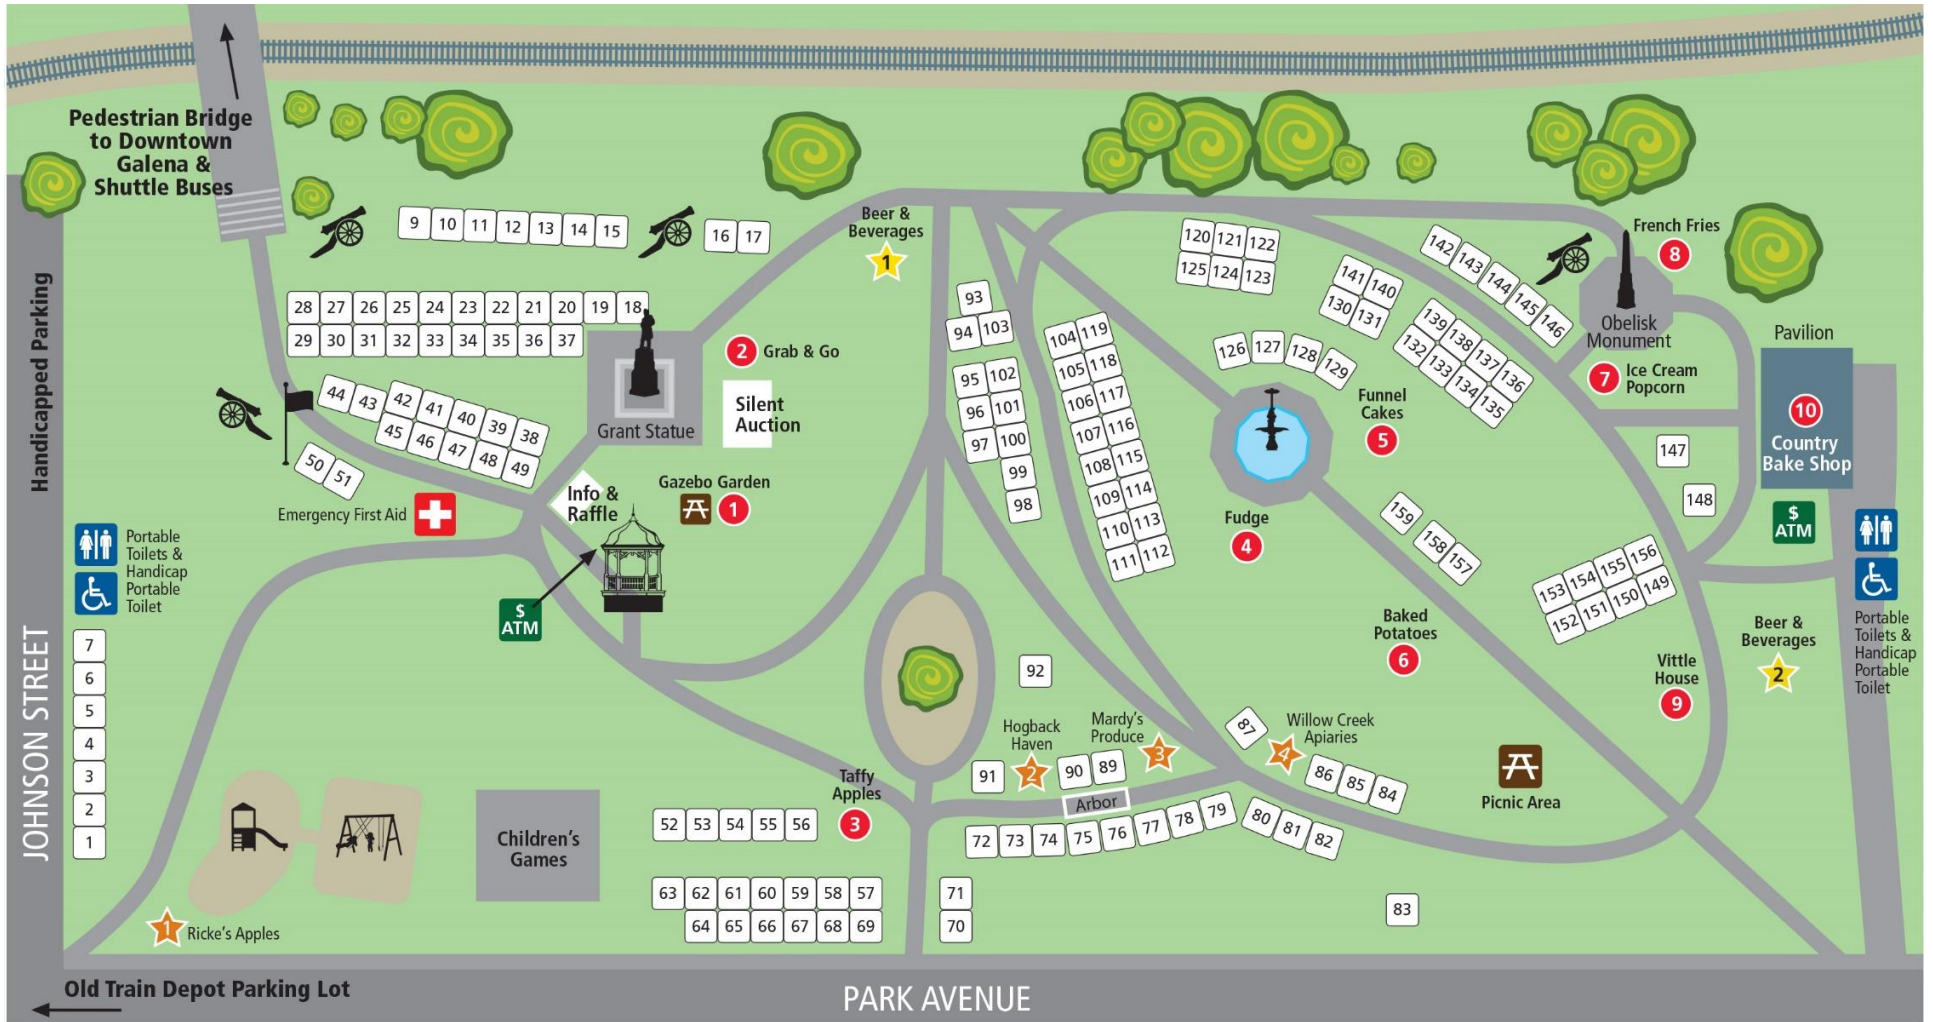 Pedestrian Bridge
to Downtown
Galena &
Shuttle Buses
Handicapped Parking
JOHNSON STREET
9 10 11 12 13 14 15
16 17
28 27 26 25 24 23 22 21 20 19 18
29 30 31 32 33 34 35 36 37
Grant Statue
44 43 42 41 40 39 38
45 46 47 48 49
50 51
Emergency First Aid
Portable
Toilets &
Handicap
Portable
Toilet
7
6
5
4
3
2
1
Beer &
Beverages
1
2 Grab & Go
Silent
Auction
Info &
Raffle
Gazebo Garden
1
$
ATM
93
94 103
95 102
96 101
97 100
99
98
104 119
105 118
106 117
107 116
108 115
109 114
110 113
111 112
120 121 122
125 124 123
141 140
130 131
126 127 128 129
142 143 144 145 146
139 138 137 136
132 133 134 135
French Fries
8
Obelisk
Monument
7 Ice Cream
Popcorn
Pavilion
10
Country
Bake Shop
$
ATM
147
148
Funnel
Cakes
5
Fudge
4
159
158 157
153 154 155 156
152 151 150 149
Baked
Potatoes
6
Vittle
House
9
Beer &
Beverages
2
Portable
Toilets &
Handicap
Portable
Toilet
Picnic Area
92
Hogback
Haven
2
Mardy's
Produce
3
87
Willow Creek
Apiaries
4
91
90 89
86 85 84
Arbor
Taffy
Apples
3
52 53 54 55 56
72 73 74 75 76 77 78 79
80 81 82
83
63 62 61 60 59 58 57
64 65 66 67 68 69
71
70
Children's
Games
1 Ricke's Apples
Old Train Depot Parking Lot
PARK AVENUE